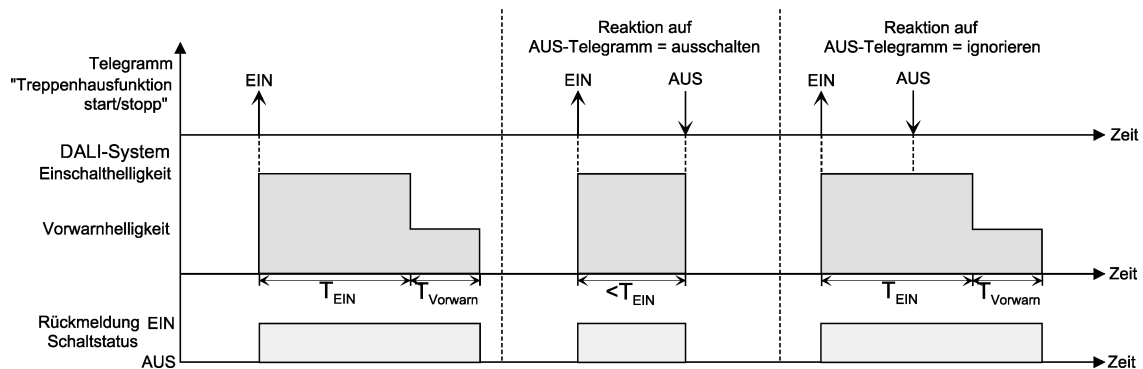 Reaktion auf
AUS-Telegramm = ausschalten
Reaktion auf
AUS-Telegramm = ignorieren
Telegramm
"Treppenhausfunktion
start/stopp"
EIN
EIN
AUS
EIN
AUS
Zeit
DALI-System
Einschalthelligkeit
Vorwarnhelligkeit
Zeit
TEIN
TVorwarn
<TEIN
TEIN
TVorwarn
Rückmeldung EIN
Schaltstatus
AUS
Zeit